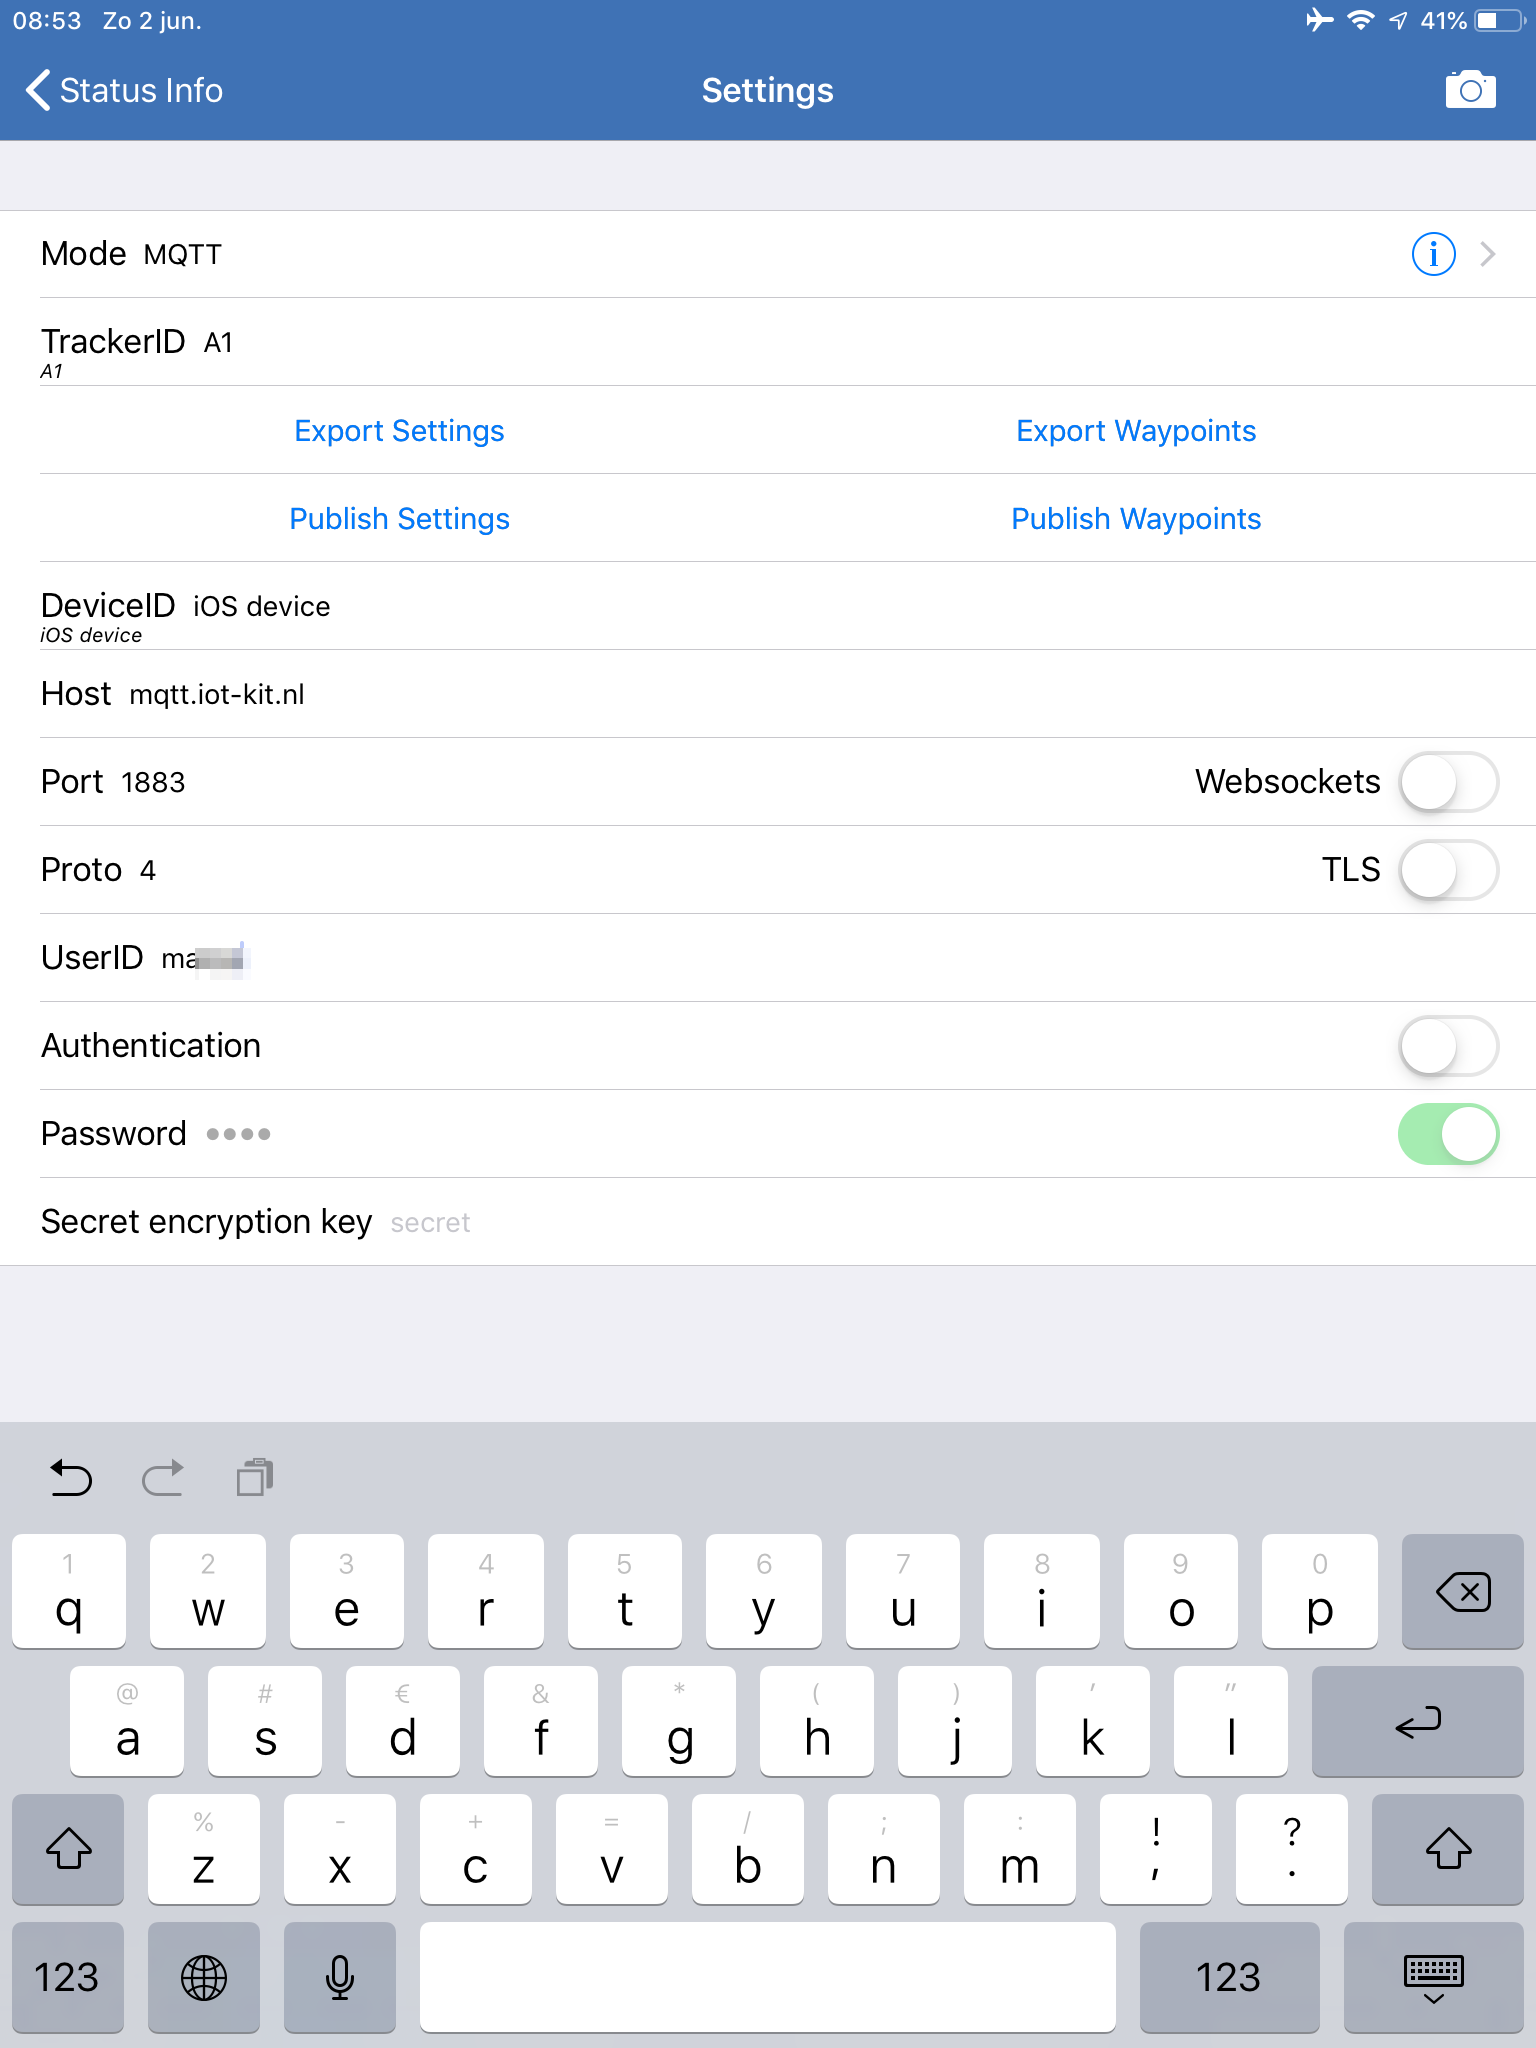 08:53 Zo 2 jun. 41%
Status Info Settings
Mode MQTT i
TrackerID A1
A1
Export Settings Export Waypoints
Publish Settings Publish Waypoints
DeviceID iOS device
iOS device
Host mqtt.iot-kit.nl
Port 1883 Websockets
Proto 4 TLS
UserID ma
Authentication
Password ••••
Secret encryption key secret
1 2 3 4 5 6 7 8 9 0
q w e r t y u i o p
@ # € & * ( ) ' "
a s d f g h j k l
% - + = / ; : ! ?
z x c v b n m , .
123 123